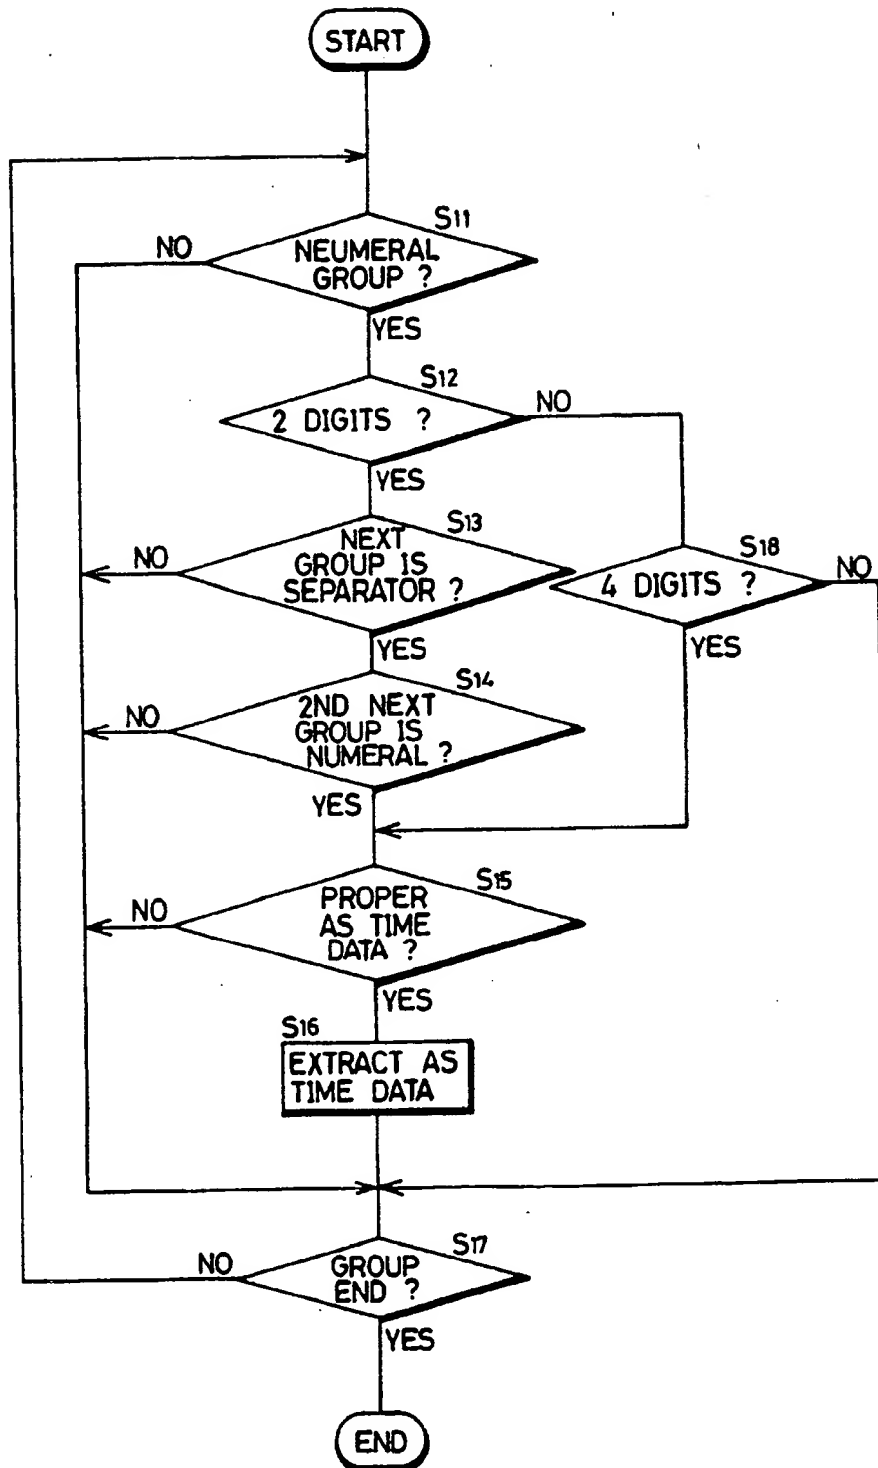 START
S11
NO
NEUMERAL
GROUP ?
YES
S12
2 DIGITS ?
NO
YES
S13
NO
NEXT
GROUP IS
SEPARATOR ?
YES
S18
4 DIGITS ?
NO
YES
S14
NO
2ND NEXT
GROUP IS
NUMERAL ?
YES
S15
NO
PROPER
AS TIME
DATA ?
YES
S16
EXTRACT AS
TIME DATA
S17
NO
GROUP
END ?
YES
END